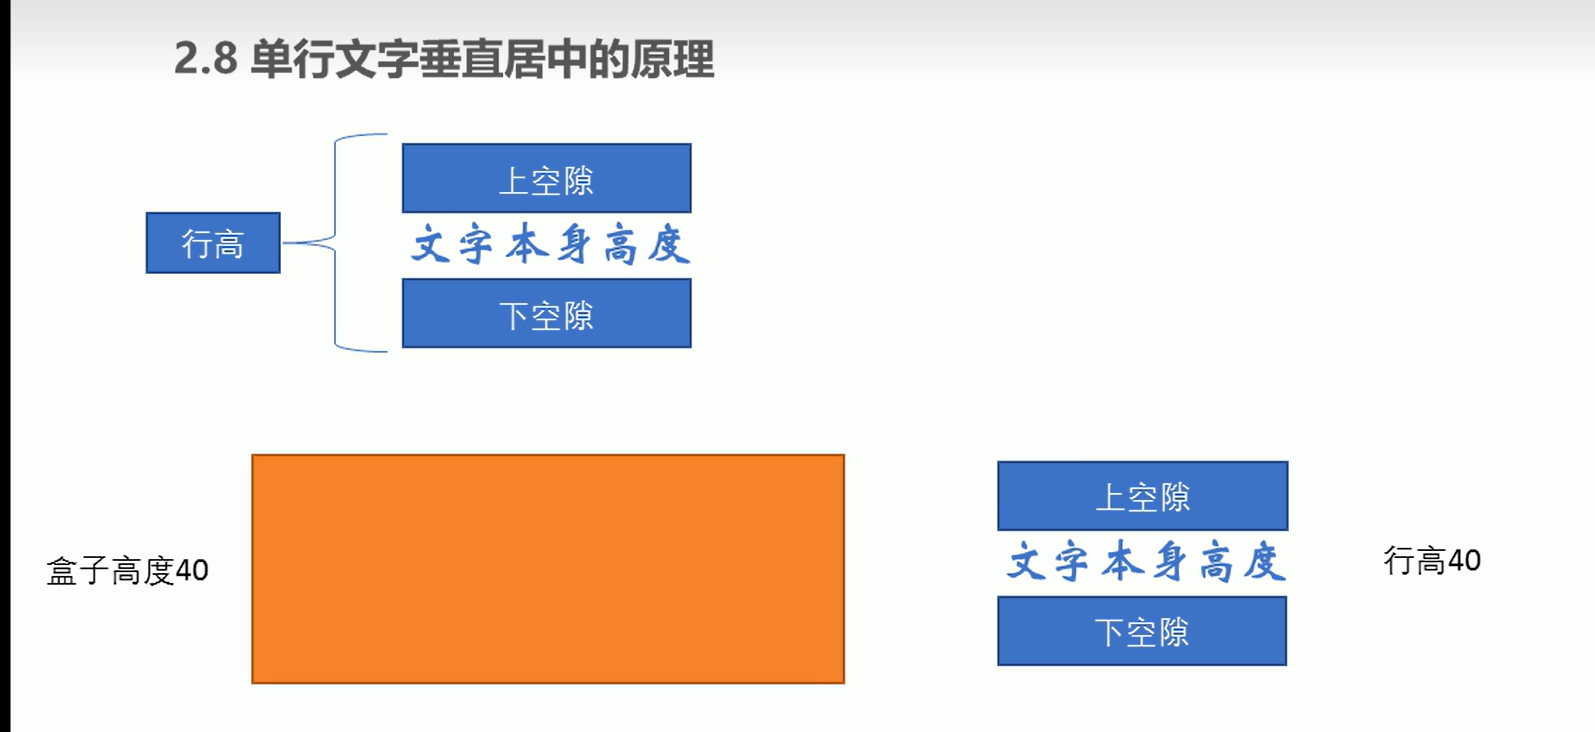 2.8 单行文字垂直居中的原理
上空隙
行高
文字本身高度
下空隙
盒子高度40
上空隙
文字本身高度
行高40
下空隙